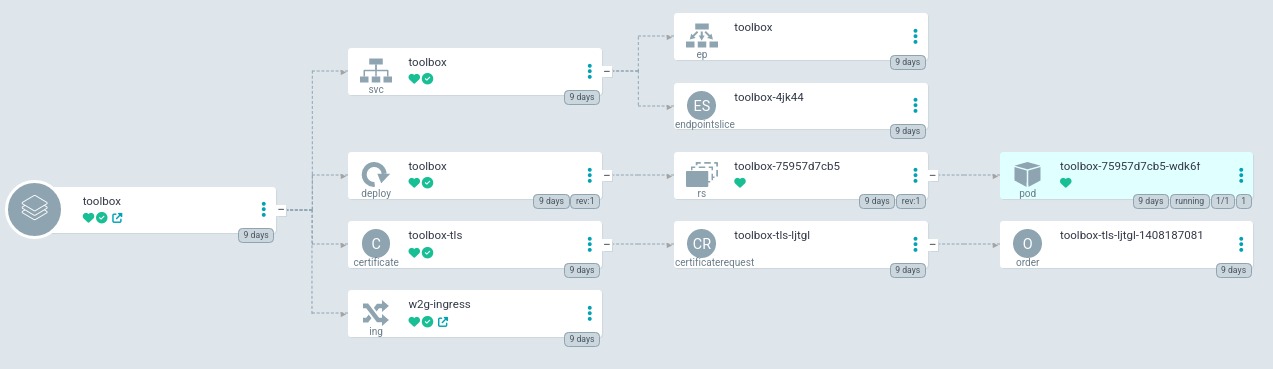 toolbox
9 days
toolbox
svc
9 days
toolbox
ep
9 days
ES
toolbox-4jk44
endpointslice
9 days
toolbox
deploy
9 days rev:1
toolbox-75957d7cb5
rs
9 days rev:1
toolbox-75957d7cb5-wdk6f
pod
9 days running 1/1 1
C
toolbox-tls
certificate
9 days
CR
toolbox-tls-ljtgl
certificaterequest
9 days
O
toolbox-tls-ljtgl-1408187081
order
9 days
w2g-ingress
ing
9 days